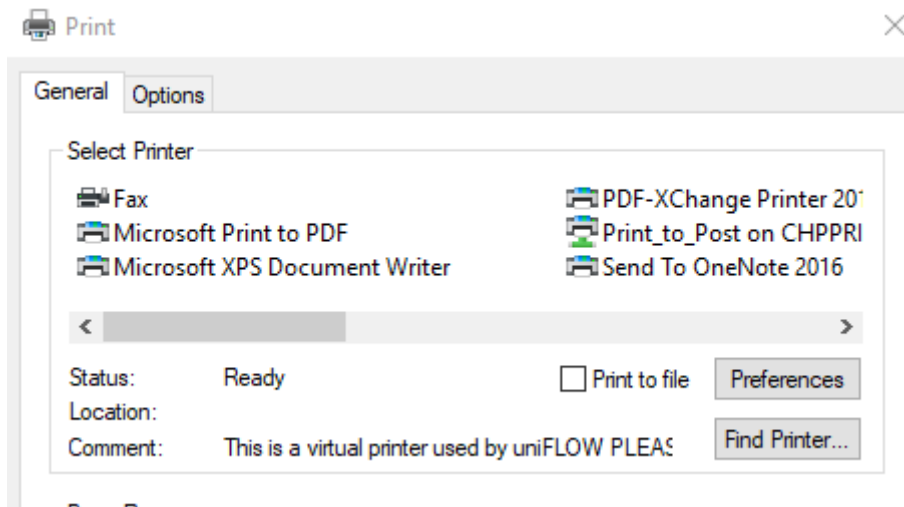 Print
General Options
Select Printer
Fax
PDF-XChange Printer 201
Microsoft Print to PDF
Print_to_Post on CHPPRI
Microsoft XPS Document Writer
Send To OneNote 2016
Status: Ready
Print to file
Preferences
Location:
Comment: This is a virtual printer used by uniFLOW PLEAS
Find Printer...